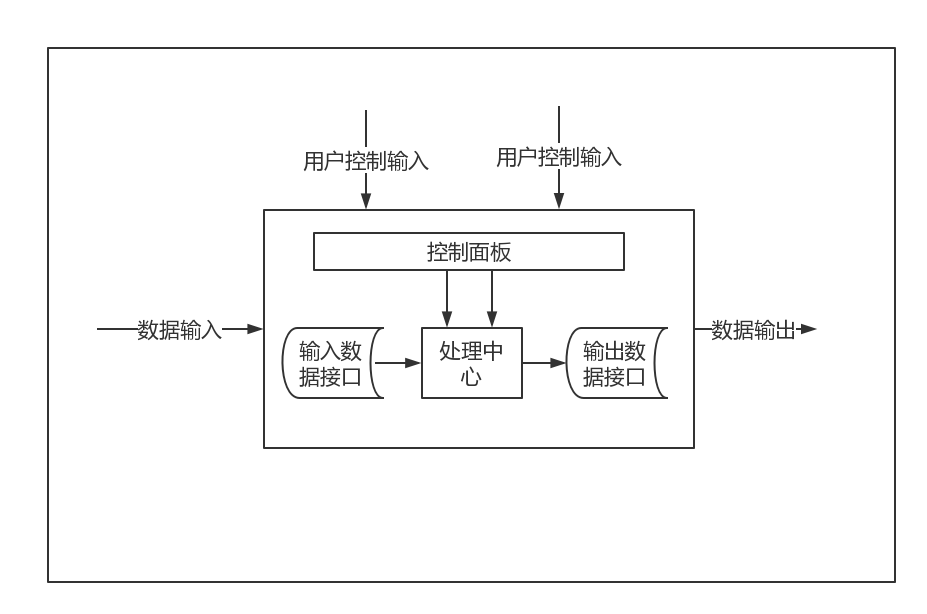 用户控制输入
用户控制输入
控制面板
数据输入
数据输出
输入数
据接口
处理中
心
输出数
据接口